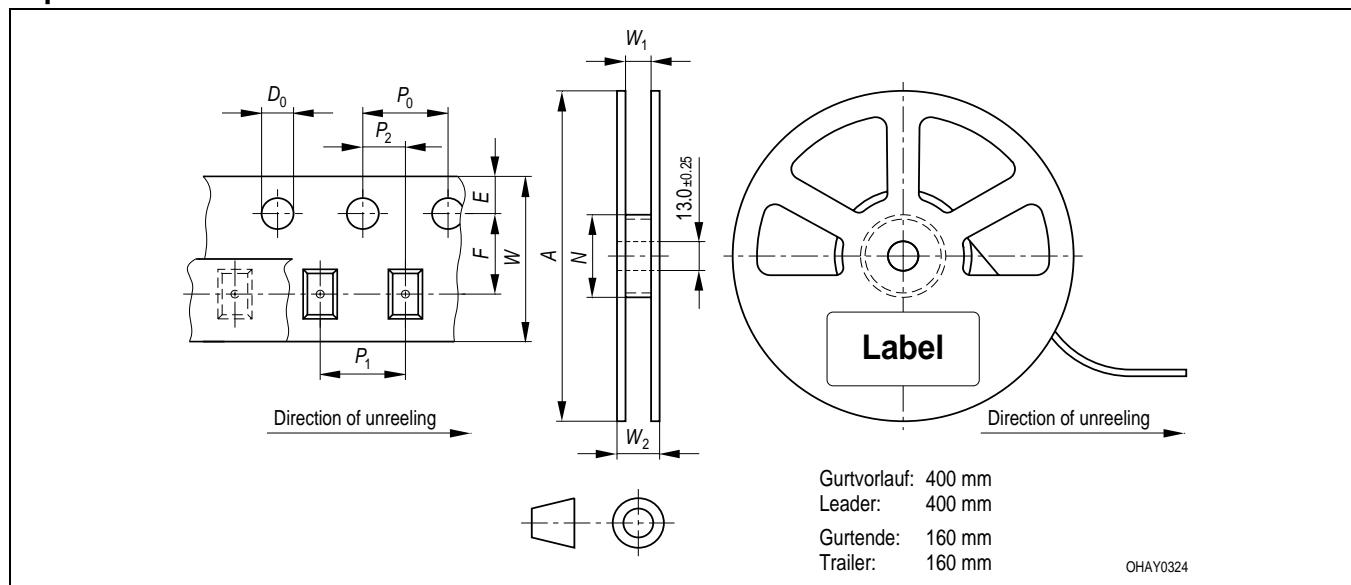 W₁
D₀
P₀
P₂
E
F
W
A
N
13.0 ±0.25
Label
P₁
Direction of unreeling
W₂
Direction of unreeling
Gurtvorlauf: 400 mm
Leader: 400 mm
Gurtende: 160 mm
Trailer: 160 mm
OHAY0324